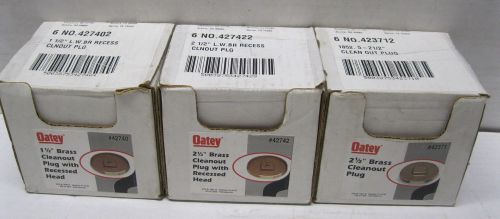 6 NO.427402
1 1/2" L.W.BR RECESS
CLNOUT PLG
Oatey
#42740
1½" Brass
Cleanout
Plug with
Recessed
Head
6 NO.427422
2 1/2" L.W.BR RECESS
CLNOUT PLG
Oatey
#42742
2½" Brass
Cleanout
Plug with
Recessed
Head
6 NO.423712
1852.5 - 2 1/2"
CLEAN OUT PLUG
Oatey
#42371
2½" Brass
Cleanout
Plug